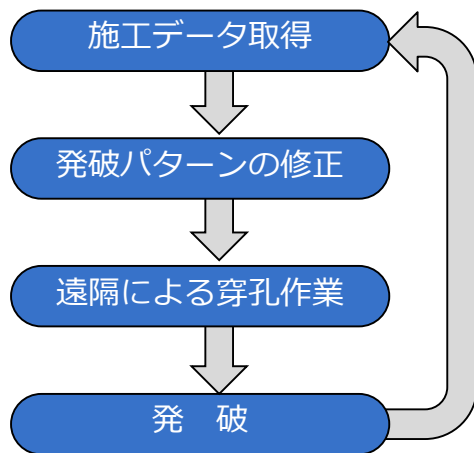 施工データ取得
発破パターンの修正
遠隔による穿孔作業
発　破